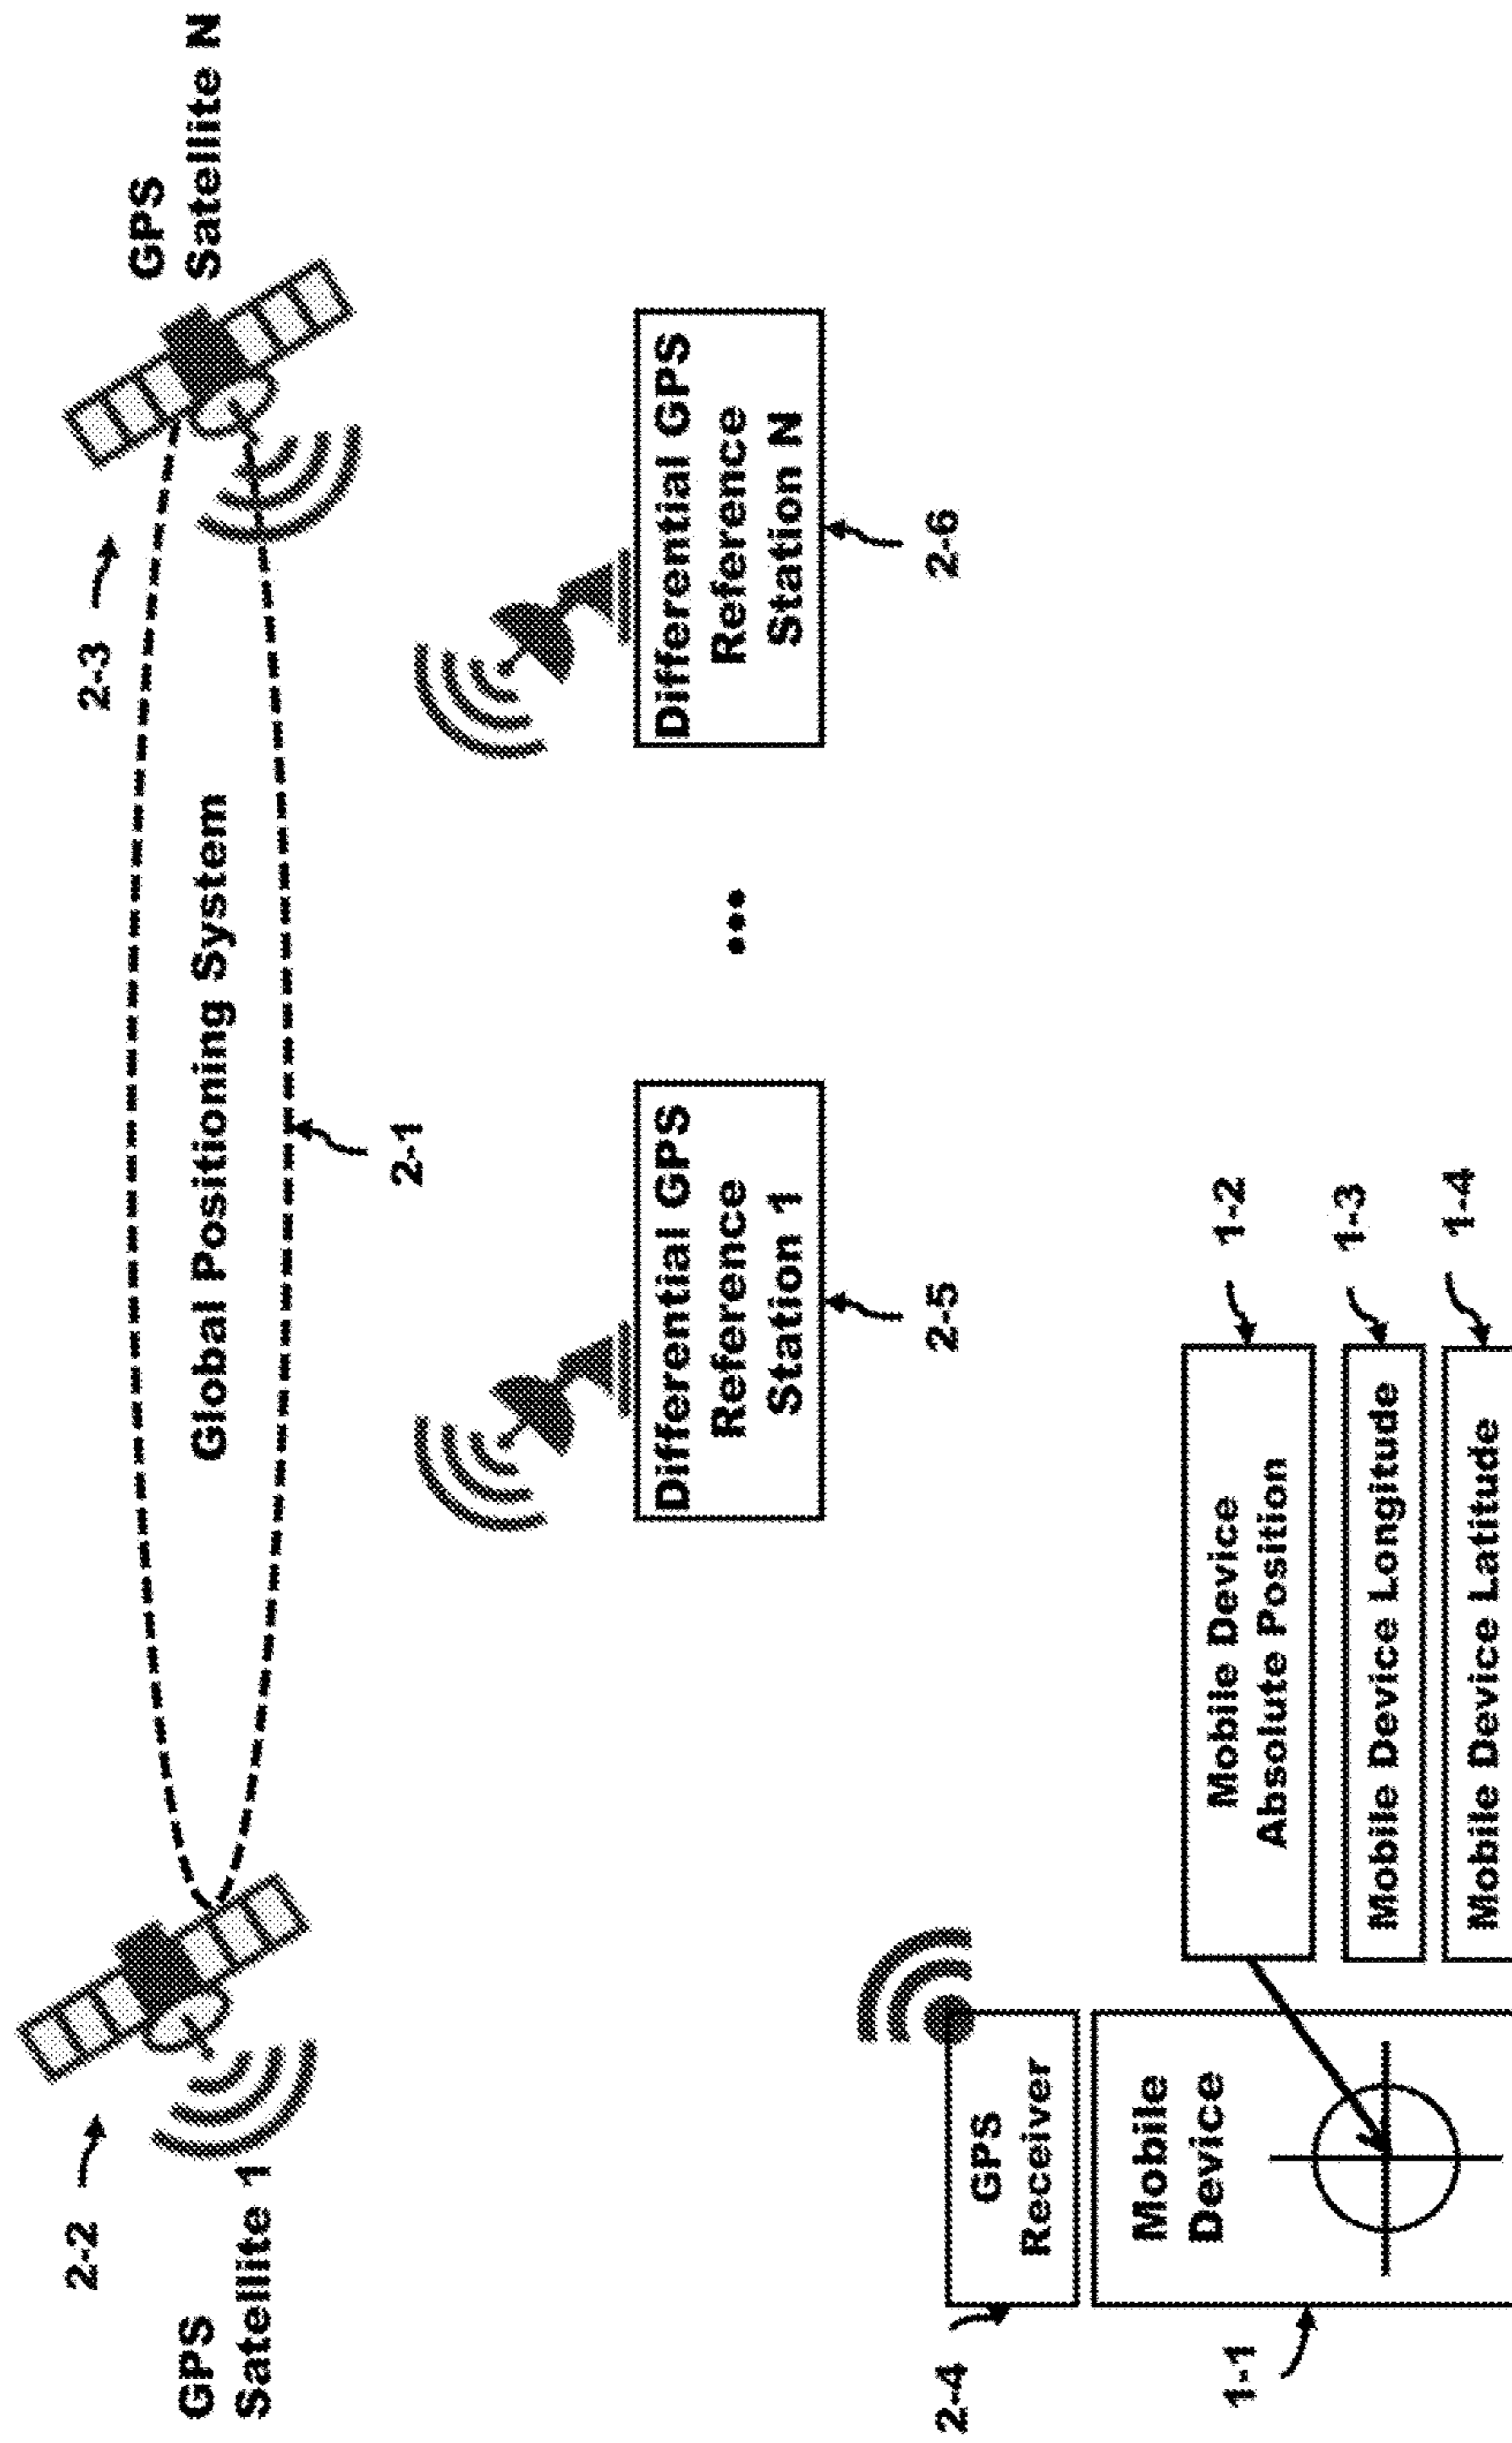 2-2
GPS
Satellite 1
2-3
GPS
Satellite N
Global Positioning System
2-1
Differential GPS
Reference
Station 1
2-5
...
Differential GPS
Reference
Station N
2-6
2-4
GPS
Receiver
1-1
Mobile
Device
Mobile Device
Absolute Position
1-2
Mobile Device Longitude
1-3
Mobile Device Latitude
1-4